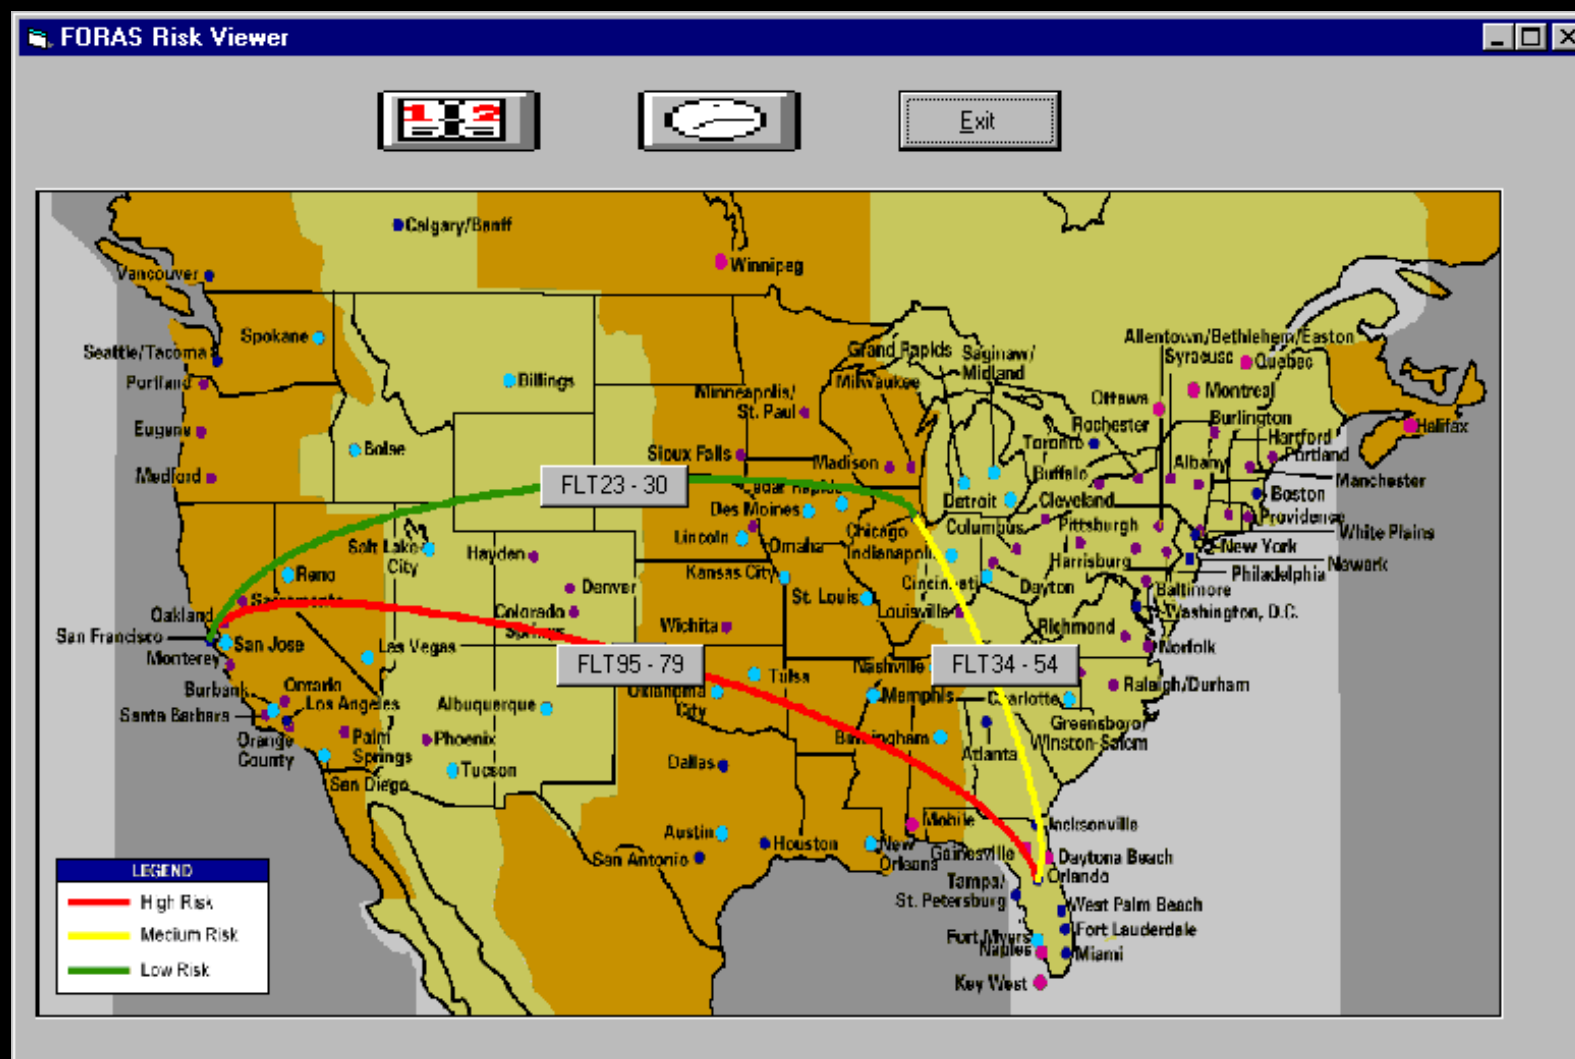 FORAS Risk Viewer
1 2
Exit
Calgary/Banff
Winnipeg
Vancouver
Spokane
Seattle/Tacoma
Portland
Billings
Eugene
Boise
Medford
Minneapolis/
St. Paul
Sioux Falls
Madison
Grand Rapids
Milwaukee
Saginaw/
Midland
Allentown/Bethlehem/Easton
Syracuse
Quebec
Montreal
Ottawa
Rochester
Toronto
Burlington
Hartford
Portland
Halifax
Buffalo
Albany
Manchester
FLT23 - 30
Cedar Rapids
Des Moines
Detroit
Cleveland
Boston
Providence
White Plains
Chicago
Columbus
Pittsburgh
New York
Newark
Salt Lake
City
Hayden
Lincoln
Omaha
Indianapolis
Harrisburg
Philadelphia
Reno
Kansas City
Cincinnati
Dayton
Baltimore
Denver
St. Louis
Washington, D.C.
Sacramento
Oakland
Colorado
Springs
Louisville
Richmond
San Francisco
San Jose
Wichita
Norfolk
Monterey
Las Vegas
FLT95 - 79
Nashville
FLT34 - 54
Burbank
Ontario
Tulsa
Raleigh/Durham
Santa Barbara
Los Angeles
Albuquerque
Oklahoma
City
Memphis
Charlotte
Greensboro/
Winston-Salem
Orange
County
Palm
Springs
Phoenix
Birmingham
Atlanta
San Diego
Tucson
Dallas
Austin
Mobile
Jacksonville
San Antonio
Houston
New
Orleans
Gainesville
Daytona Beach
Orlando
Tampa/
St. Petersburg
West Palm Beach
Fort Lauderdale
Fort Myers
Naples
Miami
Key West
LEGEND
High Risk
Medium Risk
Low Risk